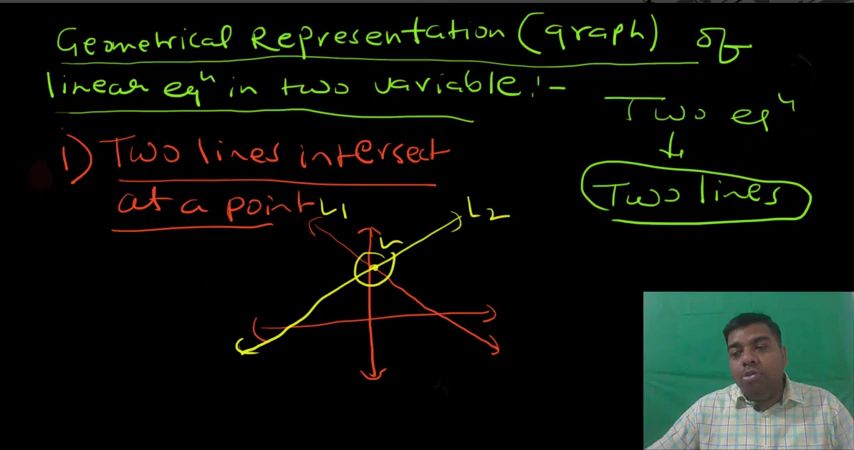 Geometrical Representation (graph) of
linear eqⁿ in two variable :-
Two eqⁿ
Two lines
1) Two lines intersect
at a point
L1
L2